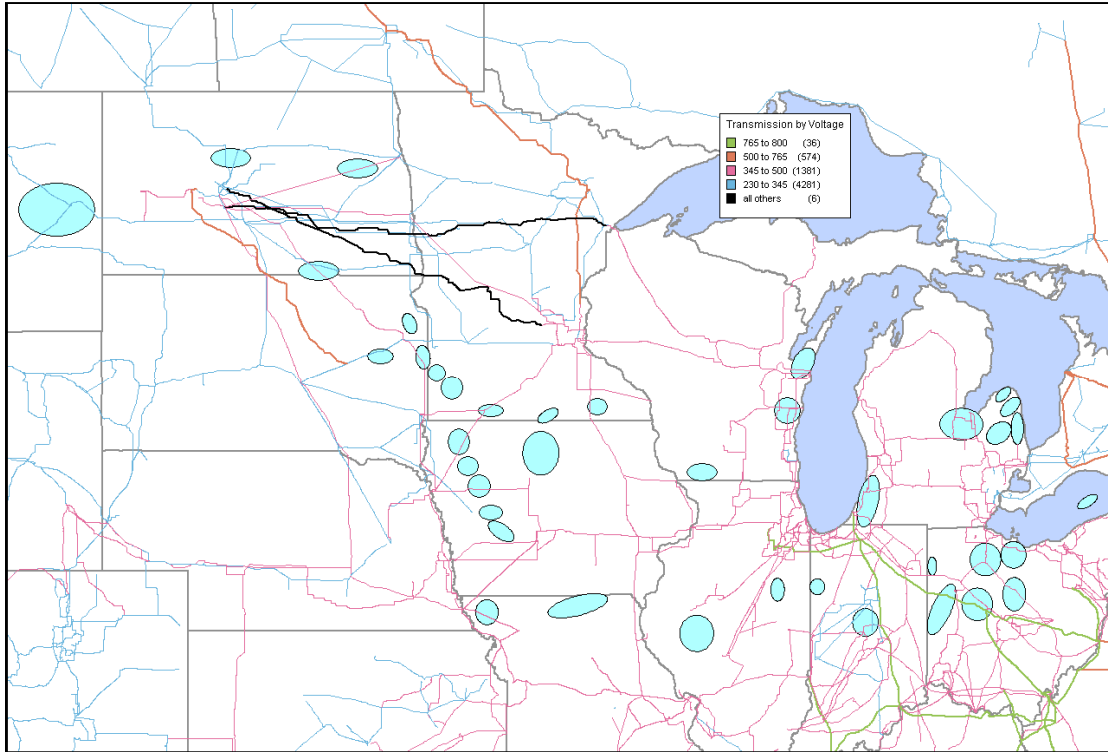 Transmission by Voltage
765 to 800 (36)
500 to 765 (574)
345 to 500 (1381)
230 to 345 (4281)
all others (6)